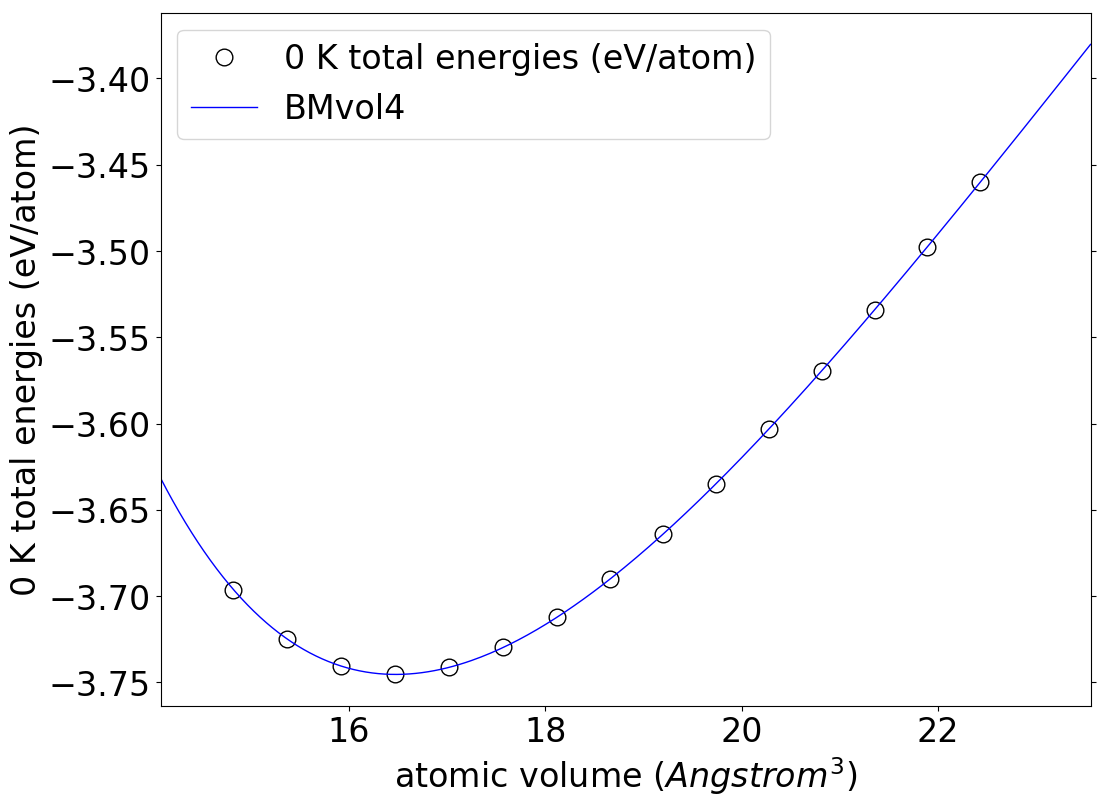 0 K total energies (eV/atom)
BMvol4
0 K total energies (eV/atom)
−3.40
−3.45
−3.50
−3.55
−3.60
−3.65
−3.70
−3.75
16 18 20 22
atomic volume (Angstrom³)